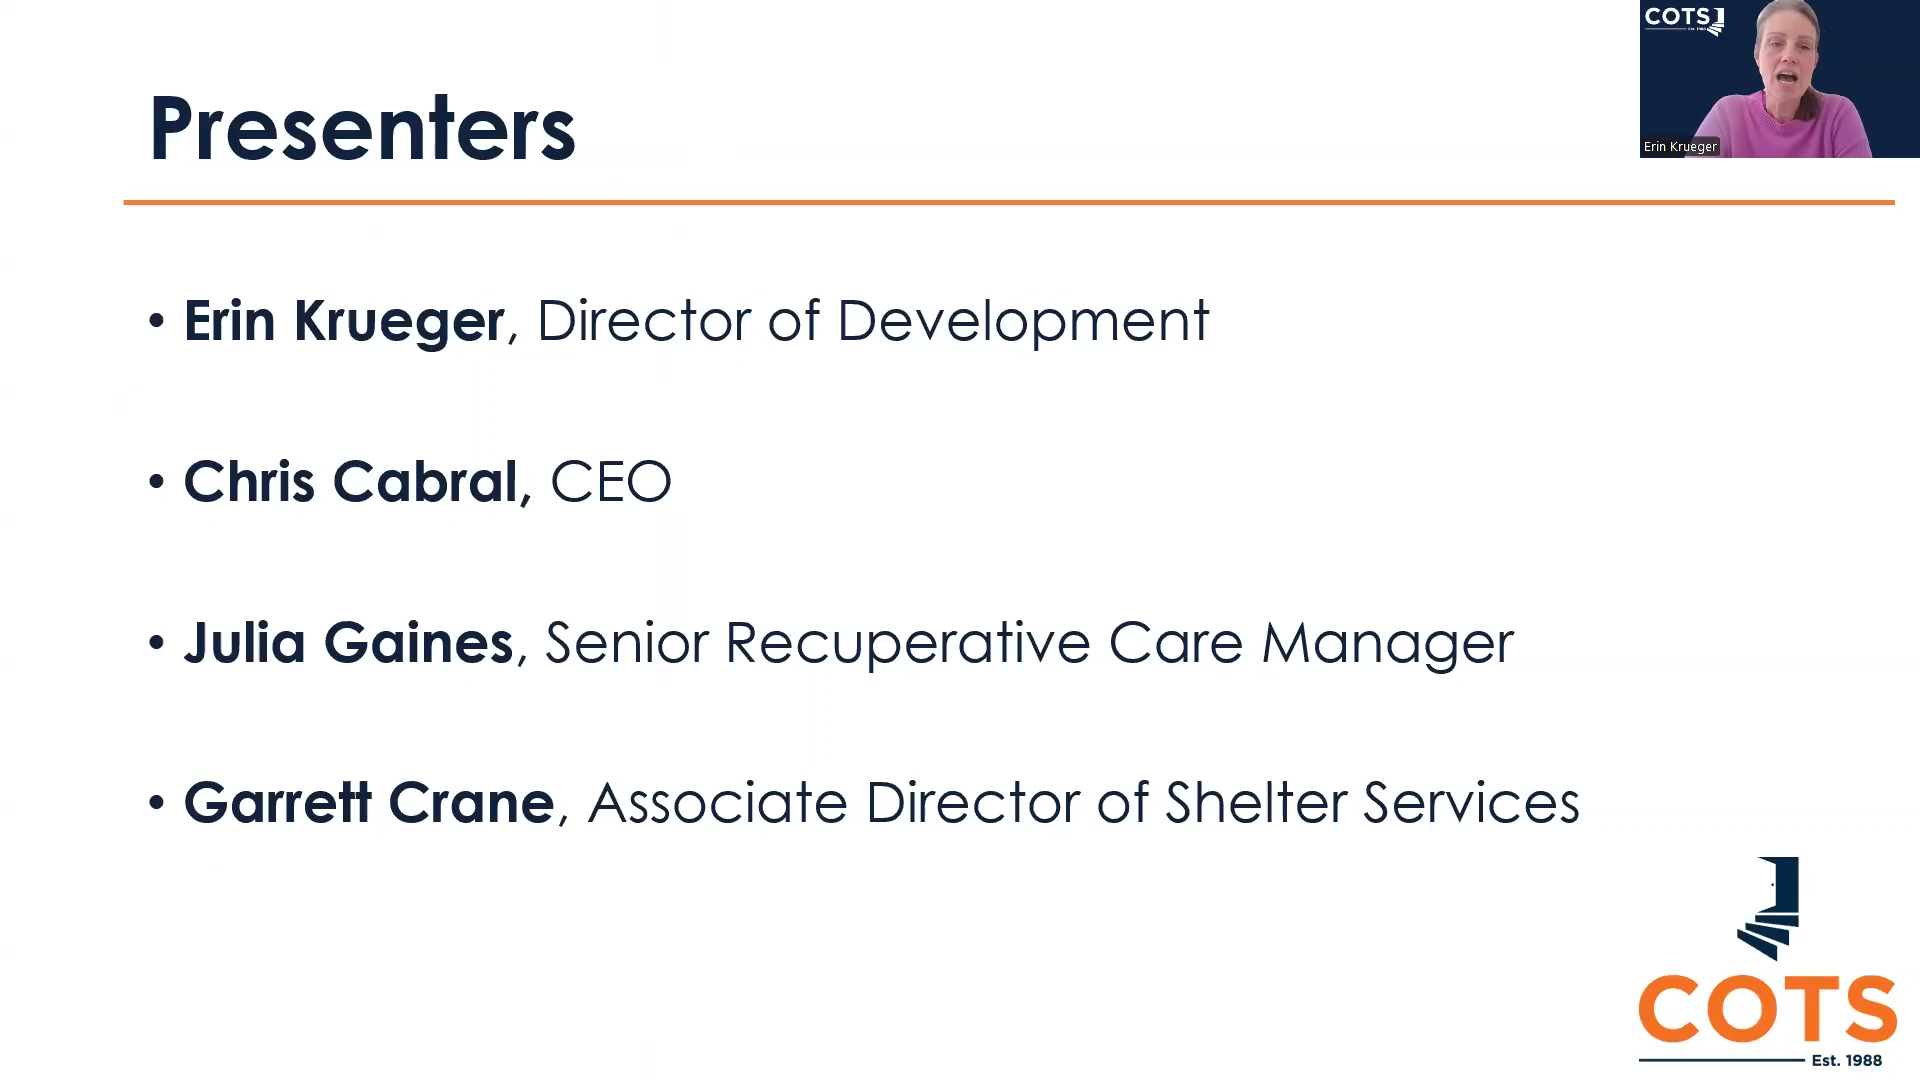 COTS
Presenters
Erin Krueger
• Erin Krueger, Director of Development
• Chris Cabral, CEO
• Julia Gaines, Senior Recuperative Care Manager
• Garrett Crane, Associate Director of Shelter Services
COTS
Est. 1988